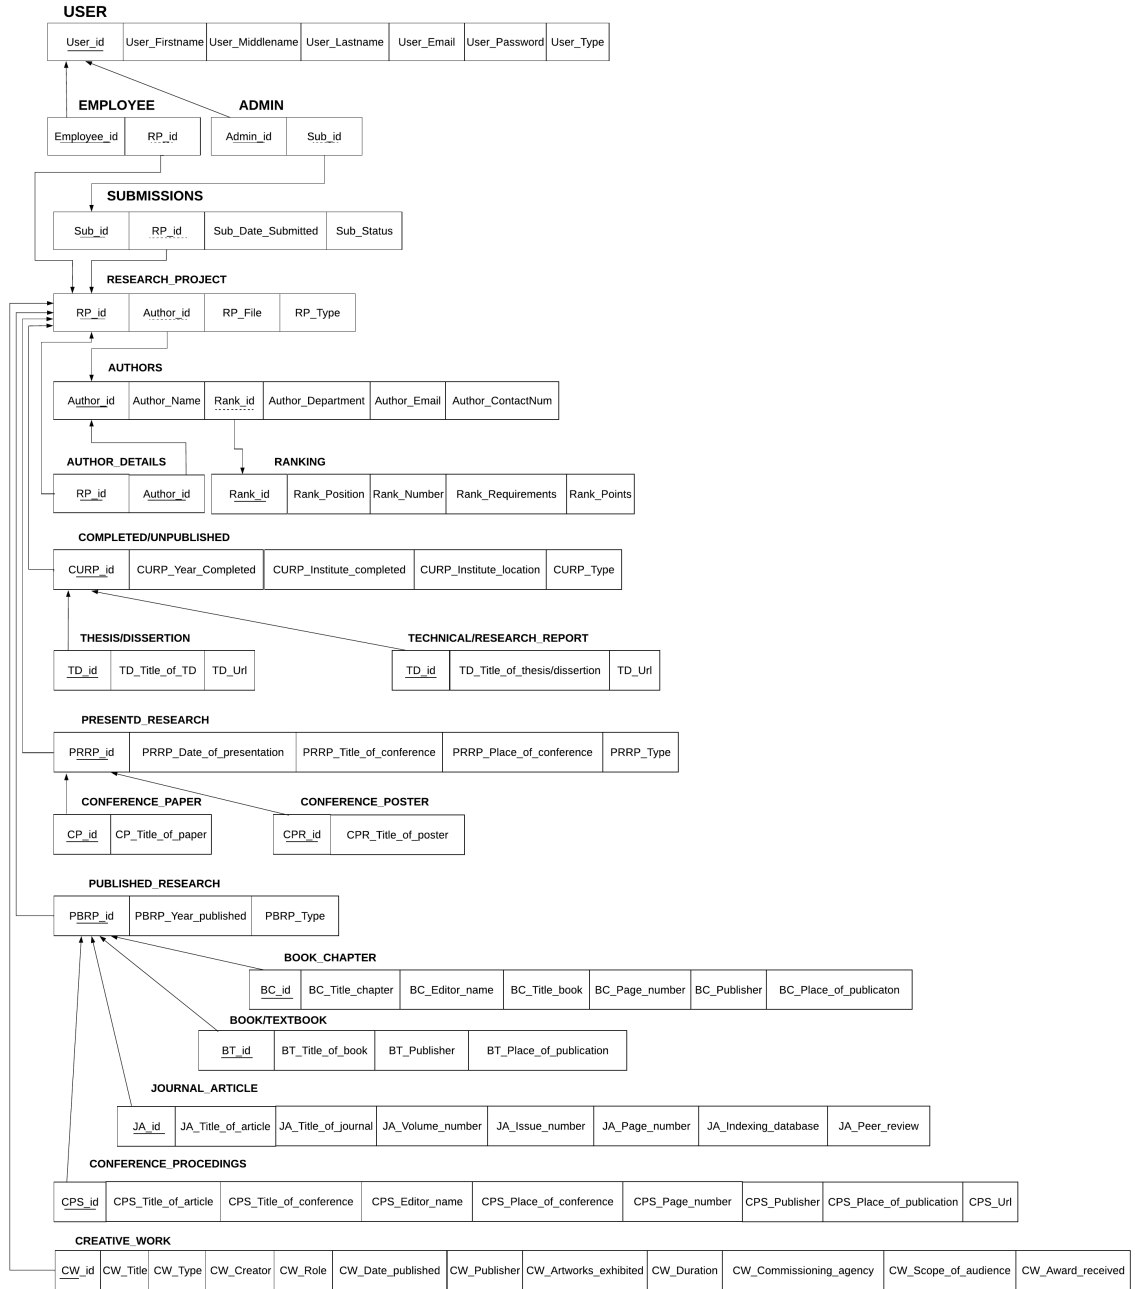 USER
User_id User_Firstname User_Middlename User_Lastname User_Email User_Password User_Type
EMPLOYEE ADMIN
Employee_id RP_id Admin_id Sub_id
SUBMISSIONS
Sub_id RP_id Sub_Date_Submitted Sub_Status
RESEARCH_PROJECT
RP_id Author_id RP_File RP_Type
AUTHORS
Author_id Author_Name Rank_id Author_Department Author_Email Author_ContactNum
AUTHOR_DETAILS RANKING
RP_id Author_id Rank_id Rank_Position Rank_Number Rank_Requirements Rank_Points
COMPLETED/UNPUBLISHED
CURP_id CURP_Year_Completed CURP_Institute_completed CURP_Institute_location CURP_Type
THESIS/DISSERTION TECHNICAL/RESEARCH_REPORT
TD_id TD_Title_of_TD TD_Url TD_id TD_Title_of_thesis/dissertion TD_Url
PRESENTD_RESEARCH
PRRP_id PRRP_Date_of_presentation PRRP_Title_of_conference PRRP_Place_of_conference PRRP_Type
CONFERENCE_PAPER CONFERENCE_POSTER
CP_id CP_Title_of_paper CPR_id CPR_Title_of_poster
PUBLISHED_RESEARCH
PBRP_id PBRP_Year_published PBRP_Type
BOOK_CHAPTER
BC_id BC_Title_chapter BC_Editor_name BC_Title_book BC_Page_number BC_Publisher BC_Place_of_publicaton
BOOK/TEXTBOOK
BT_id BT_Title_of_book BT_Publisher BT_Place_of_publication
JOURNAL_ARTICLE
JA_id JA_Title_of_article JA_Title_of_journal JA_Volume_number JA_Issue_number JA_Page_number JA_Indexing_database JA_Peer_review
CONFERENCE_PROCEDINGS
CPS_id CPS_Title_of_article CPS_Title_of_conference CPS_Editor_name CPS_Place_of_conference CPS_Page_number CPS_Publisher CPS_Place_of_publication CPS_Url
CREATIVE_WORK
CW_id CW_Title CW_Type CW_Creator CW_Role CW_Date_published CW_Publisher CW_Artworks_exhibited CW_Duration CW_Commissioning_agency CW_Scope_of_audience CW_Award_received